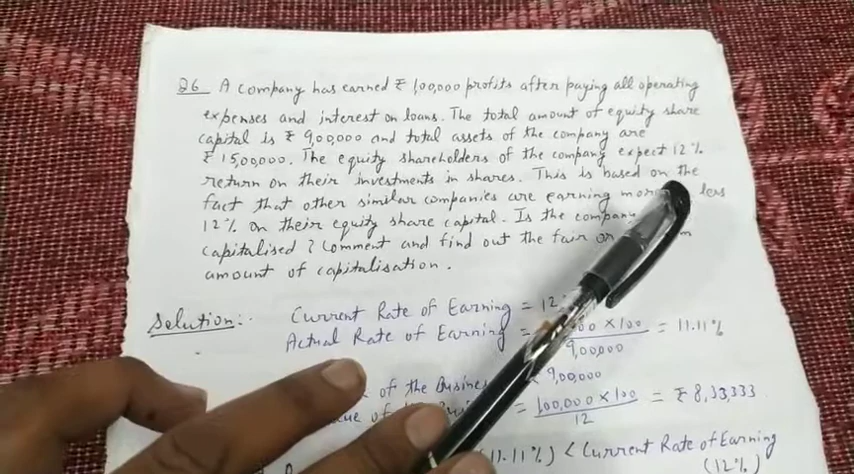 Q6 A company has earned ₹ 1,00,000 profits after paying all operating
expenses and interest on loans. The total amount of equity share
capital is ₹ 9,00,000 and total assets of the company are
₹ 15,00,000. The equity shareholders of the company expect 12%
return on their investments in shares. This is based on the
fact that other similar companies are earning more less
12% on their equity share capital. Is the company
capitalised? Comment and find out the fair or
amount of capitalisation.
Solution:- Current Rate of Earning = 12
Actual Rate of Earning = 00 × 100 / 9,00,000 = 11.11%
of the Busines 9,00,000
= 100,000 × 100 / 12 = ₹ 8,33,333
(11.11%) < Current Rate of Earning
(12%)